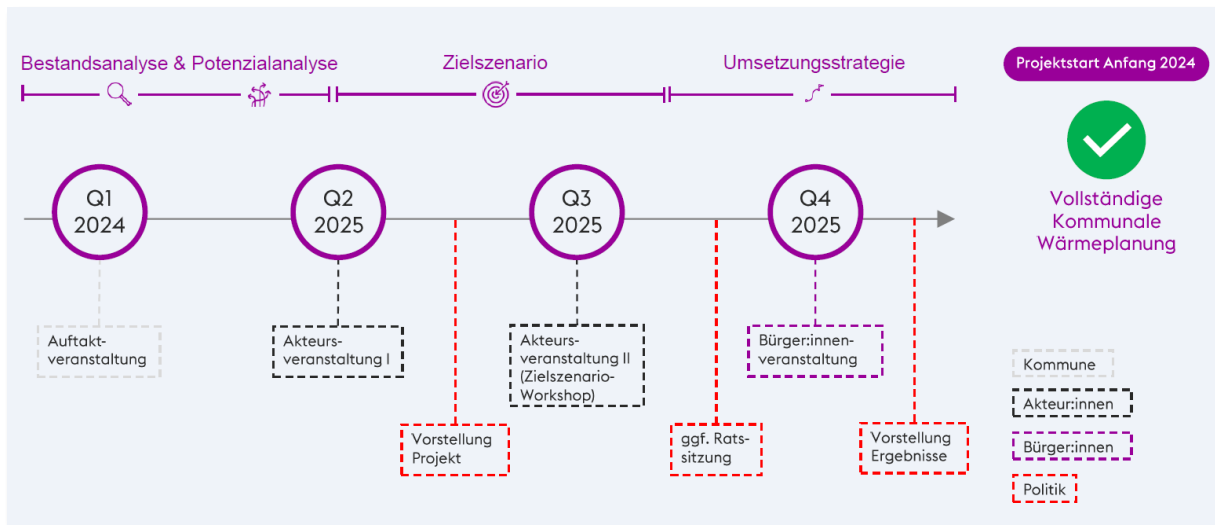 Bestandsanalyse & Potenzialanalyse
Zielszenario
Umsetzungsstrategie
Projektstart Anfang 2024
Vollständige
Kommunale
Wärmeplanung
Q1
2024
Q2
2025
Q3
2025
Q4
2025
Auftakt-
veranstaltung
Akteurs-
veranstaltung I
Akteurs-
veranstaltung II
(Zielszenario-
Workshop)
Bürger:innen-
veranstaltung
Vorstellung
Projekt
ggf. Rats-
sitzung
Vorstellung
Ergebnisse
Kommune
Akteur:innen
Bürger:innen
Politik